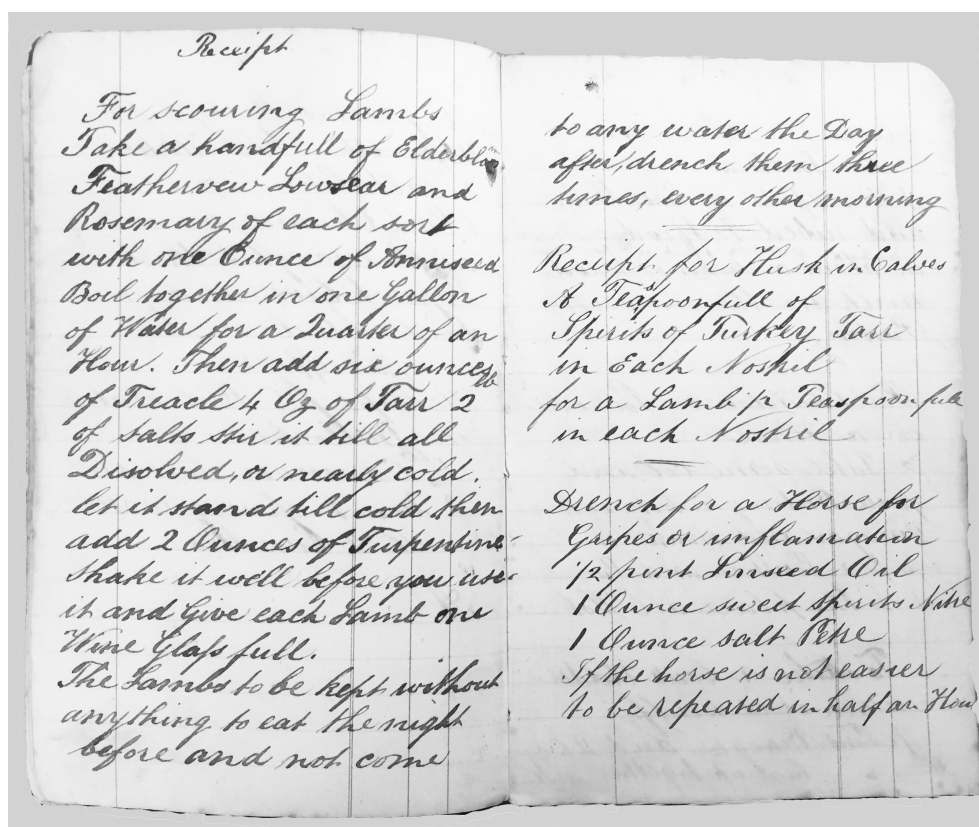 Receipt
For scouring Lambs
Take a handfull of Elderbloom
Feathervew Lowsear and
Rosemary of each sort
with one Ounce of Anniseed
Boil together in one Gallon
of Water for a Quarter of an
Hour. Then add six ounces
of Treacle 4 Oz of Tarr 2 lb
of salts stir it till all
Disolved, or nearly cold.
let it stand till cold then
add 2 Ounces of Turpentine
shake it well before you use
it and Give each Lamb one
Wine Glass full.
The Lambs to be kept without
anything to eat the night
before and not come
to any water the Day
after, drench them three
times, every other morning
Receipt for Husk in Calves
A Teaspoonfull of
Spirits of Turkey Tarr
in Each Nostril
for a Lamb Teaspoonfull
in each Nostril
Drench for a Horse for
Gripes or imflamation
1/2 pint Linseed Oil
1 Ounce sweet spirits Nitre
1 Ounce salt Petre
If the horse is not easier
to be repeated in half an Hour